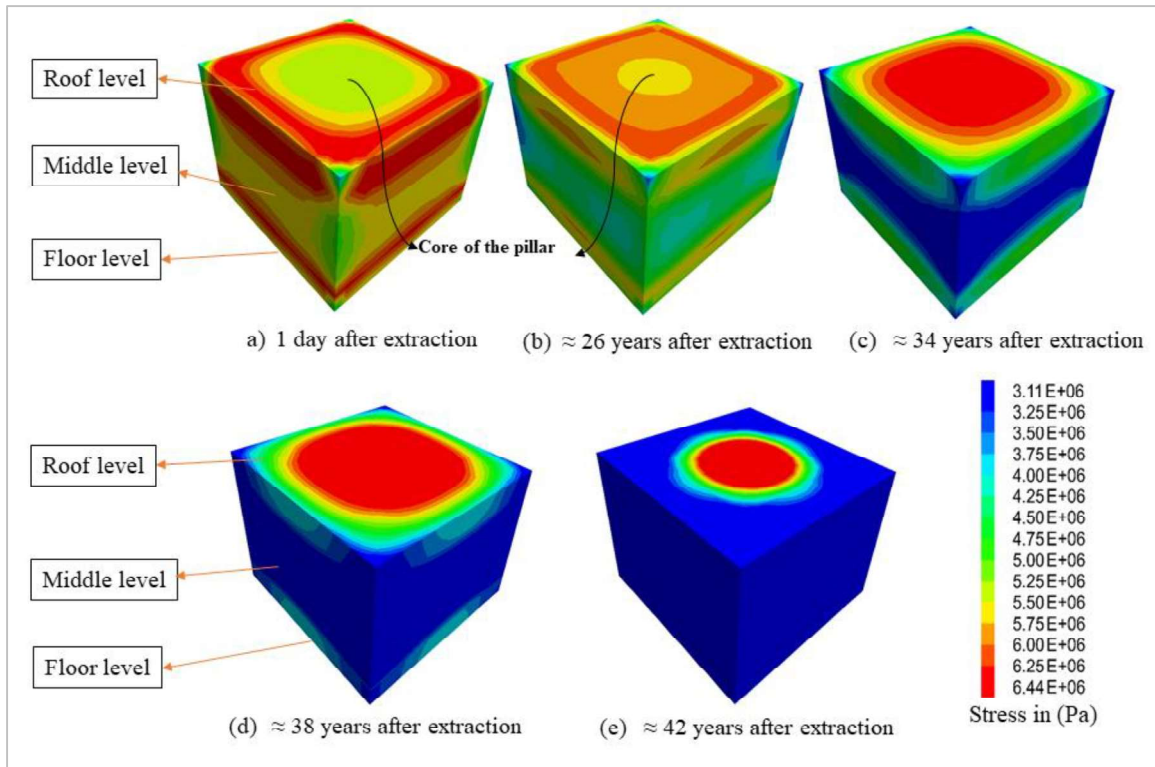 Roof level
Middle level
Floor level
Core of the pillar
a) 1 day after extraction
(b) ≈ 26 years after extraction
(c) ≈ 34 years after extraction
Roof level
Middle level
Floor level
(d) ≈ 38 years after extraction
(e) ≈ 42 years after extraction
3.11E+06
3.25E+06
3.50E+06
3.75E+06
4.00E+06
4.25E+06
4.50E+06
4.75E+06
5.00E+06
5.25E+06
5.50E+06
5.75E+06
6.00E+06
6.25E+06
6.44E+06
Stress in (Pa)